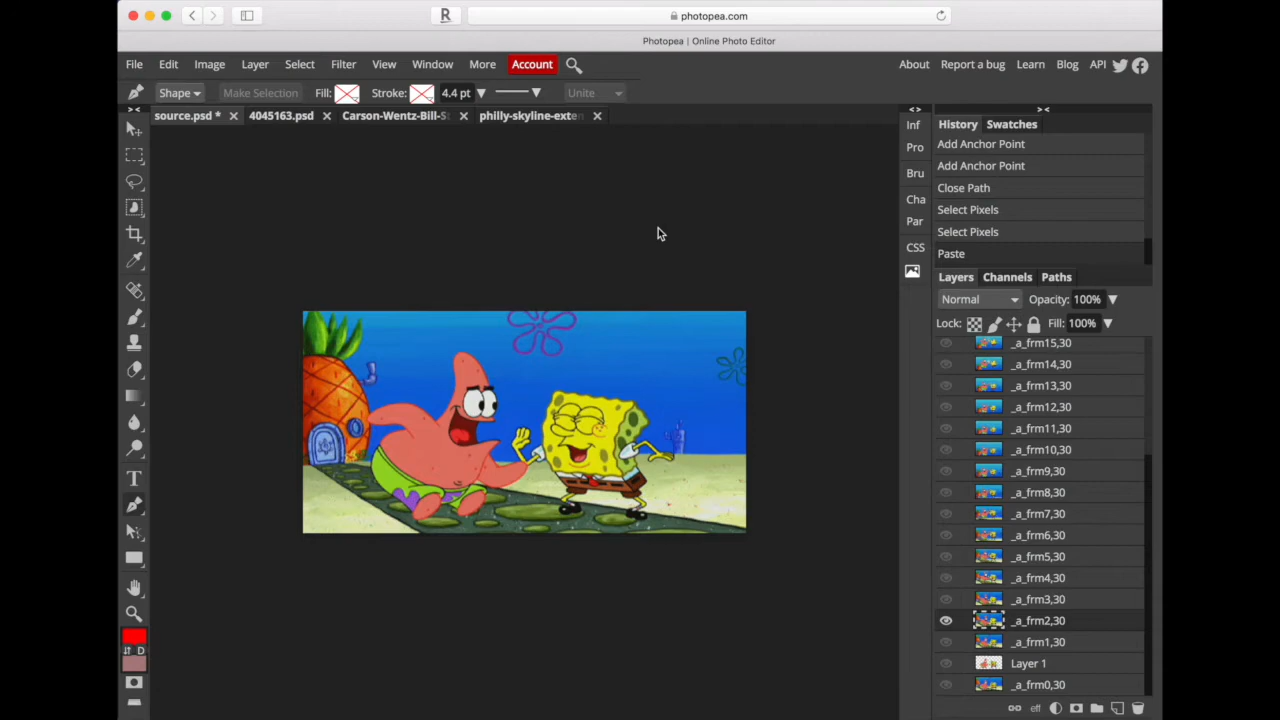 photopea.com
Photopea | Online Photo Editor
File Edit Image Layer Select Filter View Window More Account About Report a bug Learn Blog API
Shape Make Selection Fill: Stroke: 4.4 pt Unite
source.psd * 4045163.psd Carson-Wentz-Bill-S philly-skyline-exten
Inf
Pro
Bru
Cha
Par
CSS
History Swatches
Add Anchor Point
Add Anchor Point
Close Path
Select Pixels
Select Pixels
Paste
Layers Channels Paths
Normal Opacity: 100%
Lock: Fill: 100%
_a_frm15,30
_a_frm14,30
_a_frm13,30
_a_frm12,30
_a_frm11,30
_a_frm10,30
_a_frm9,30
_a_frm8,30
_a_frm7,30
_a_frm6,30
_a_frm5,30
_a_frm4,30
_a_frm3,30
_a_frm2,30
_a_frm1,30
Layer 1
_a_frm0,30
D
eff